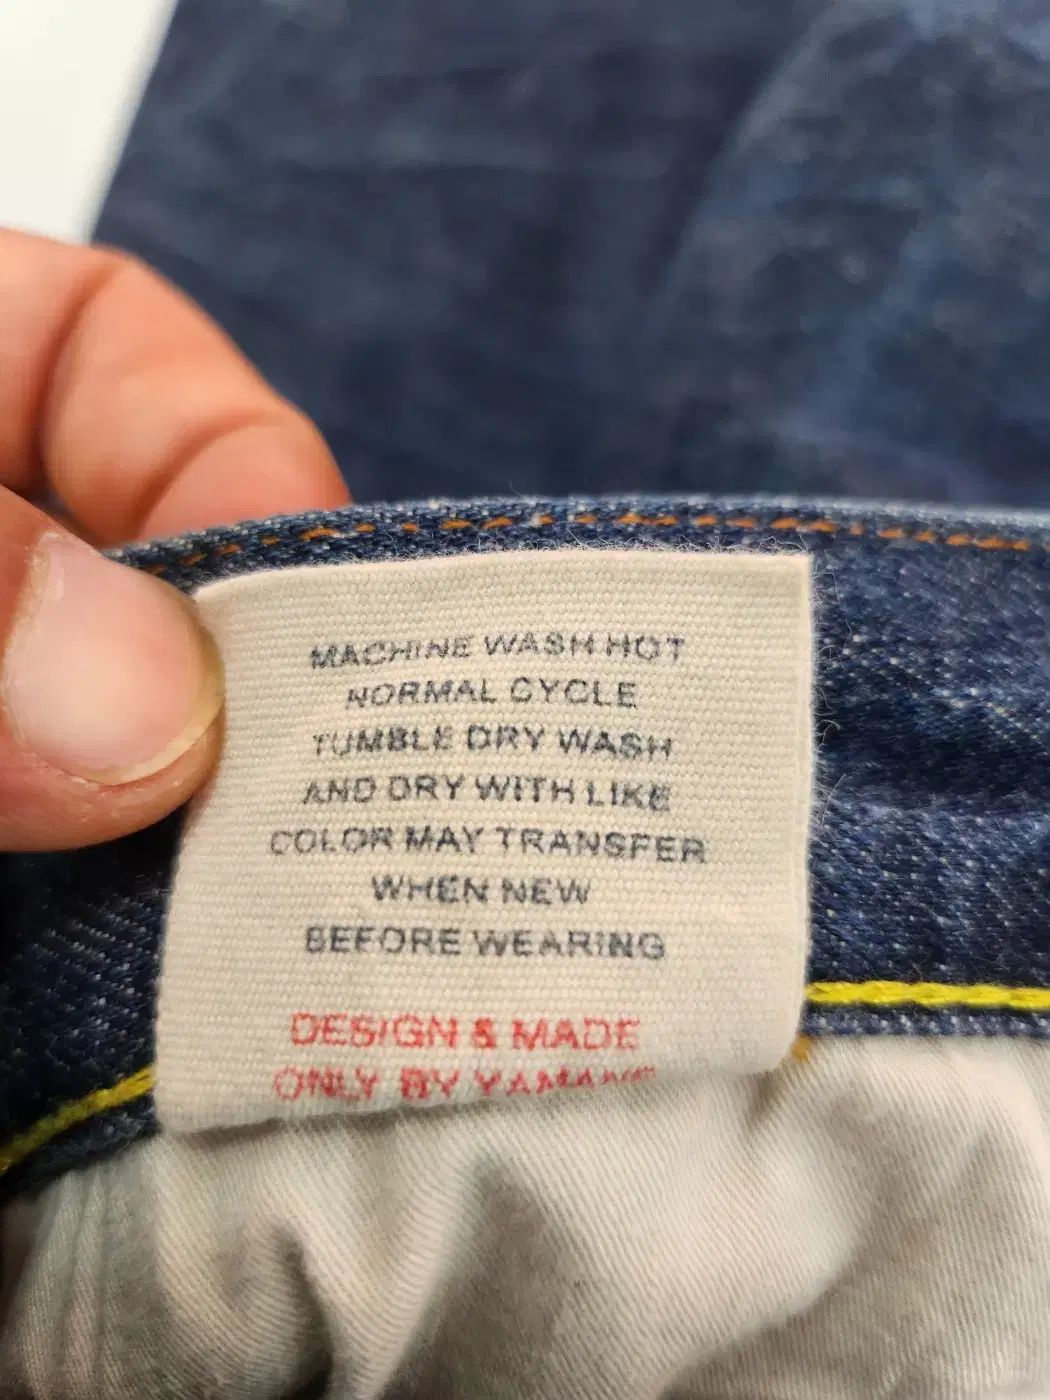 MACHINE WASH HOT
NORMAL CYCLE
TUMBLE DRY WASH
AND DRY WITH LIKE
COLOR MAY TRANSFER
WHEN NEW
BEFORE WEARING
DESIGN & MADE
ONLY BY YAMANE